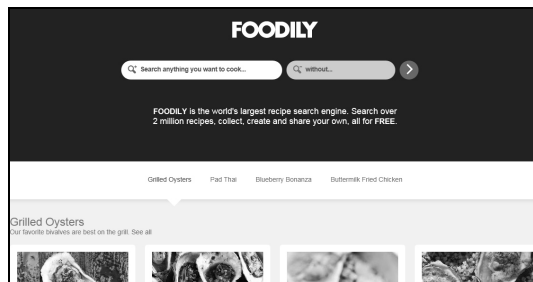 FOODILY
Search anything you want to cook...
without...
FOODILY is the world's largest recipe search engine. Search over
2 million recipes, collect, create and share your own, all for FREE.
Grilled Oysters
Pad Thai
Blueberry Bonanza
Buttermilk Fried Chicken
Grilled Oysters
Our favorite bivalves are best on the grill. See all